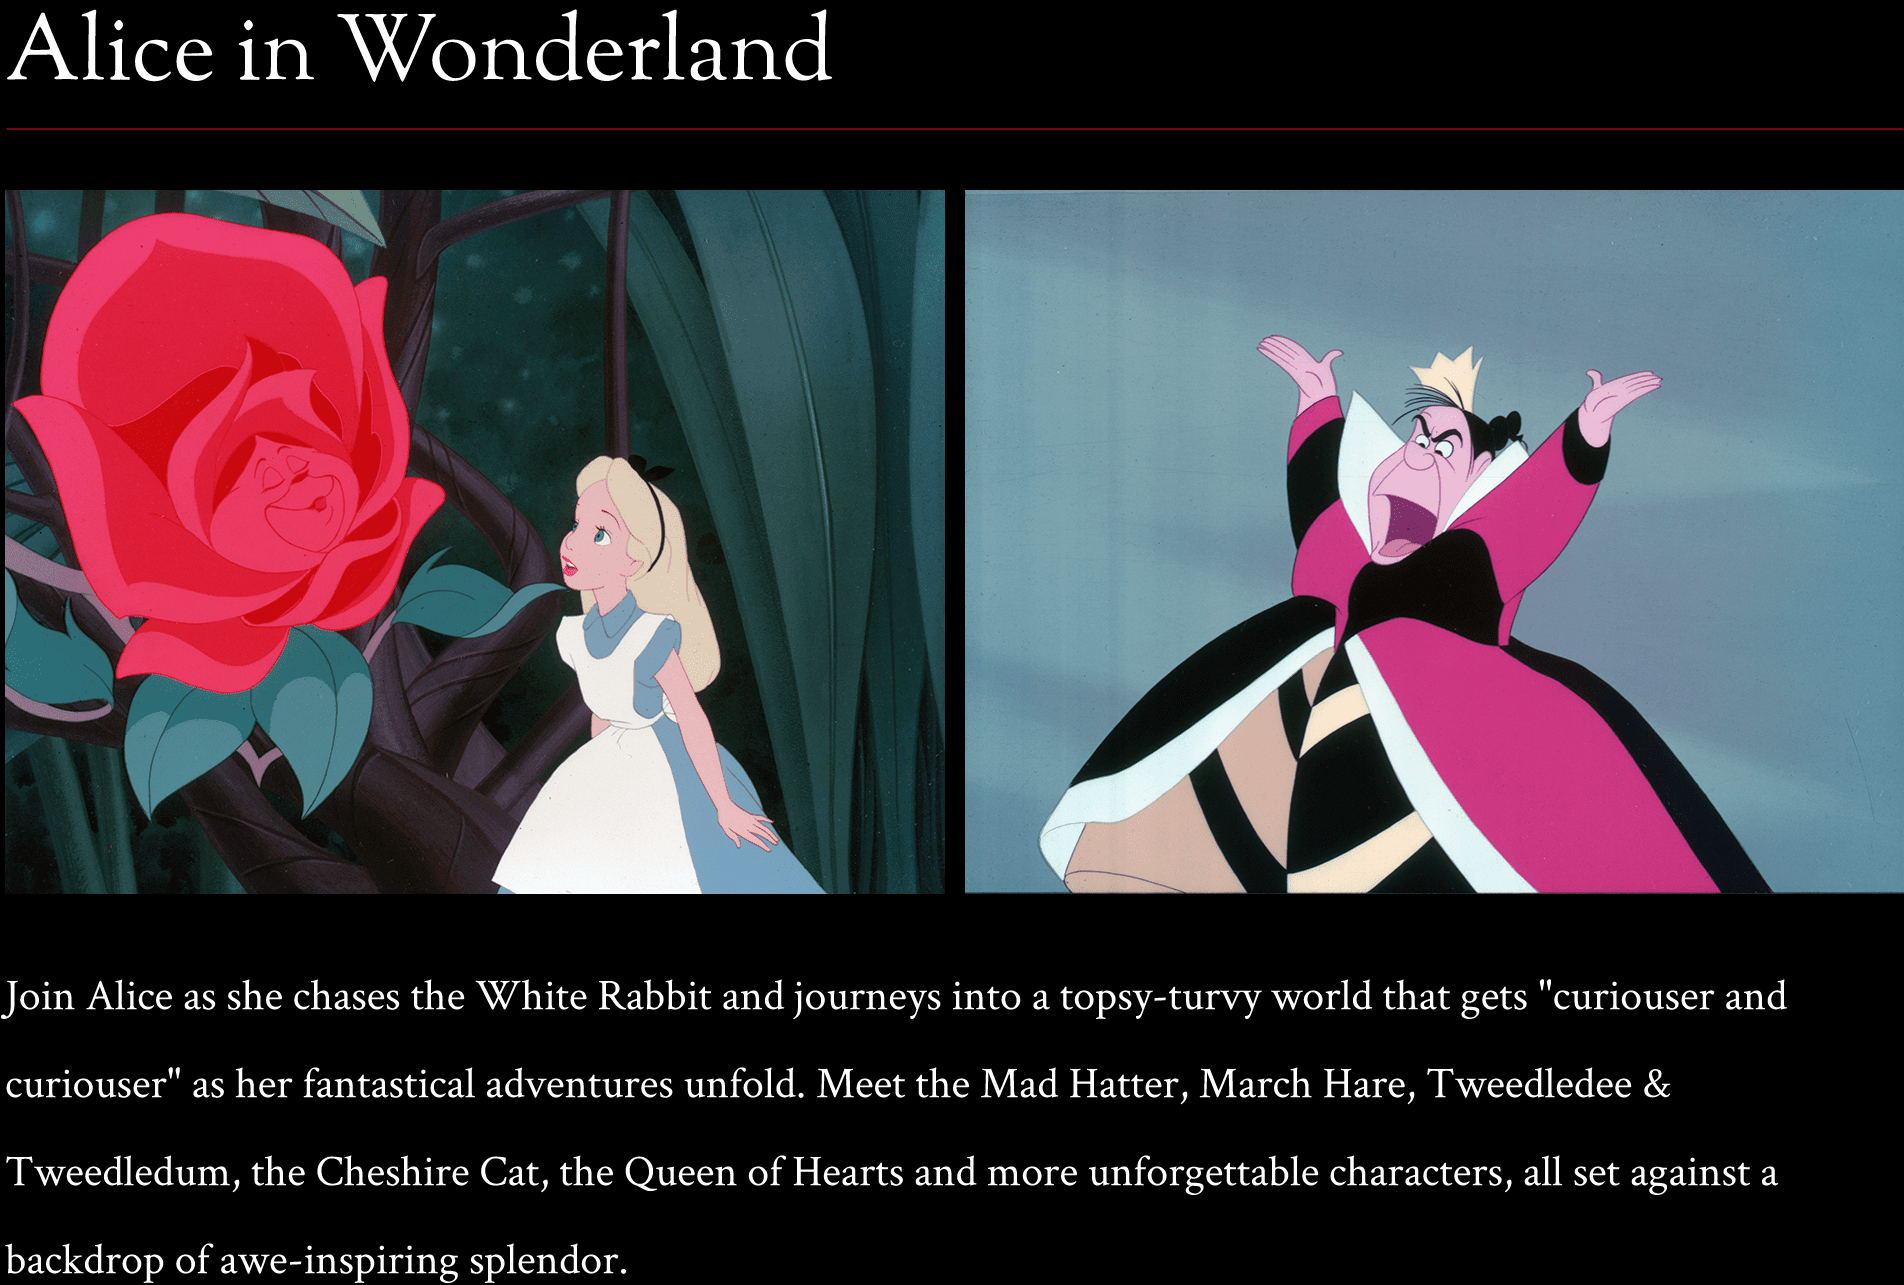 Alice in Wonderland
Join Alice as she chases the White Rabbit and journeys into a topsy-turvy world that gets "curiouser and
curiouser" as her fantastical adventures unfold. Meet the Mad Hatter, March Hare, Tweedledee &
Tweedledum, the Cheshire Cat, the Queen of Hearts and more unforgettable characters, all set against a
backdrop of awe-inspiring splendor.